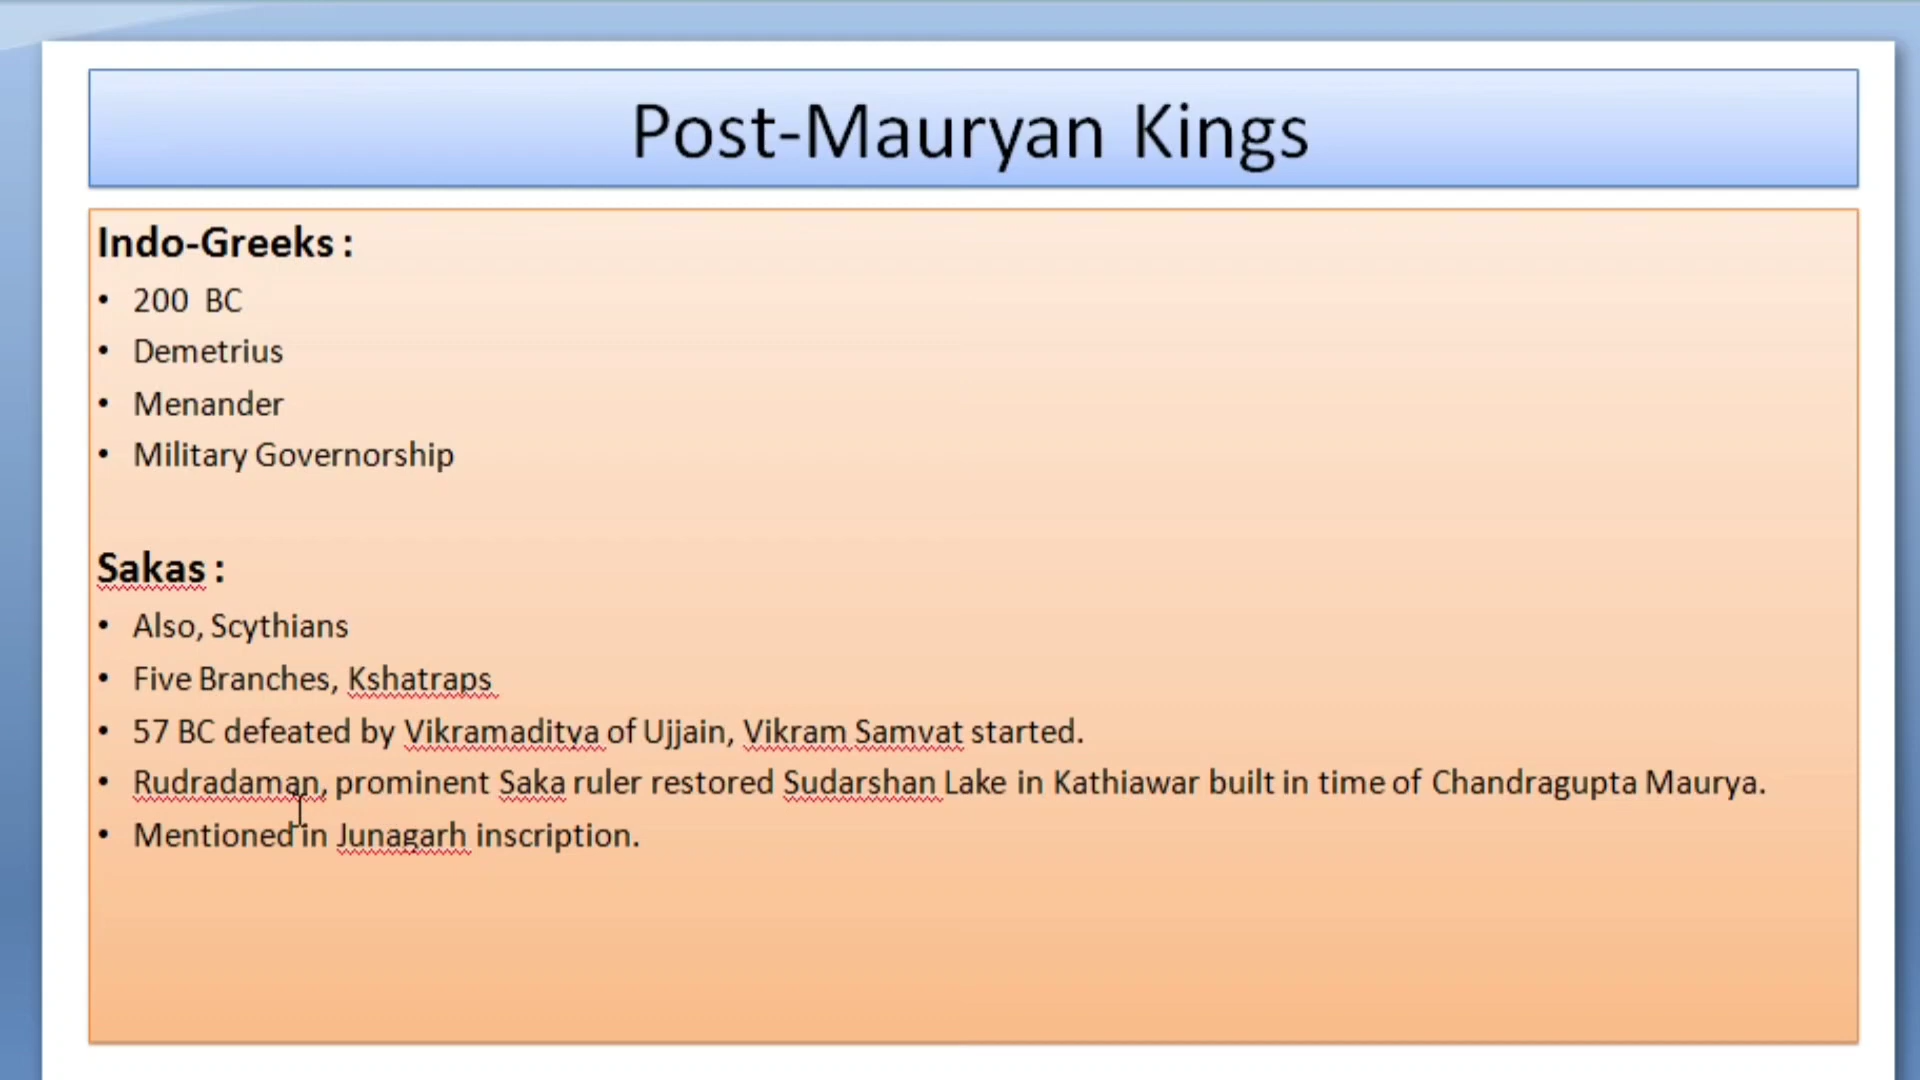 Post-Mauryan Kings
Indo-Greeks :
• 200 BC
• Demetrius
• Menander
• Military Governorship
Sakas :
• Also, Scythians
• Five Branches, Kshatraps
• 57 BC defeated by Vikramaditya of Ujjain, Vikram Samvat started.
• Rudradaman, prominent Saka ruler restored Sudarshan Lake in Kathiawar built in time of Chandragupta Maurya.
• Mentioned in Junagarh inscription.